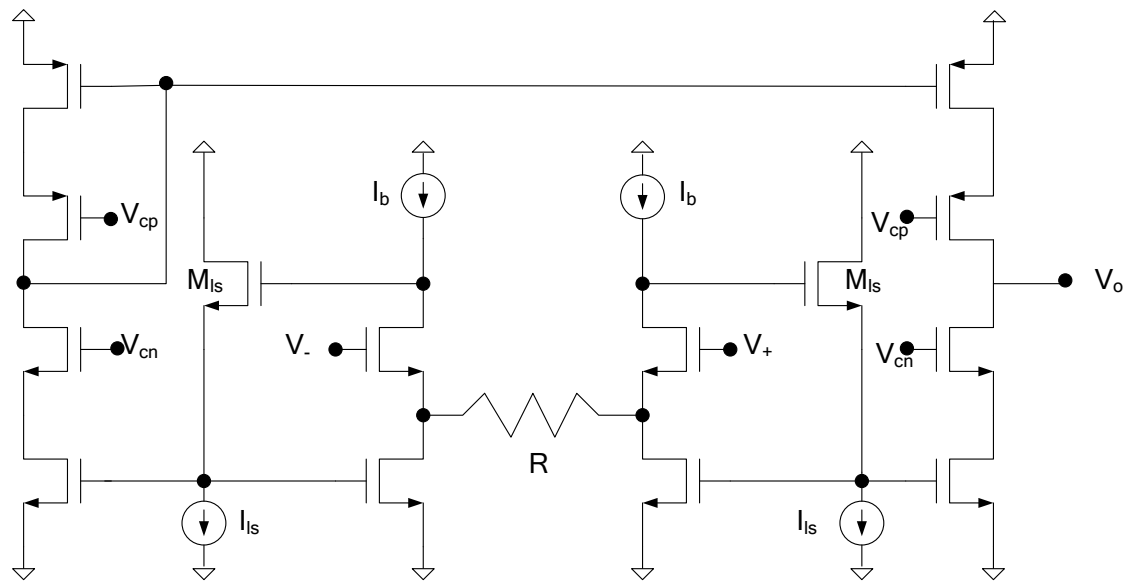 I_b
I_b
V_cp
V_cp
M_ls
M_ls
V_o
V_cn
V_-
V_+
V_cn
R
I_ls
I_ls